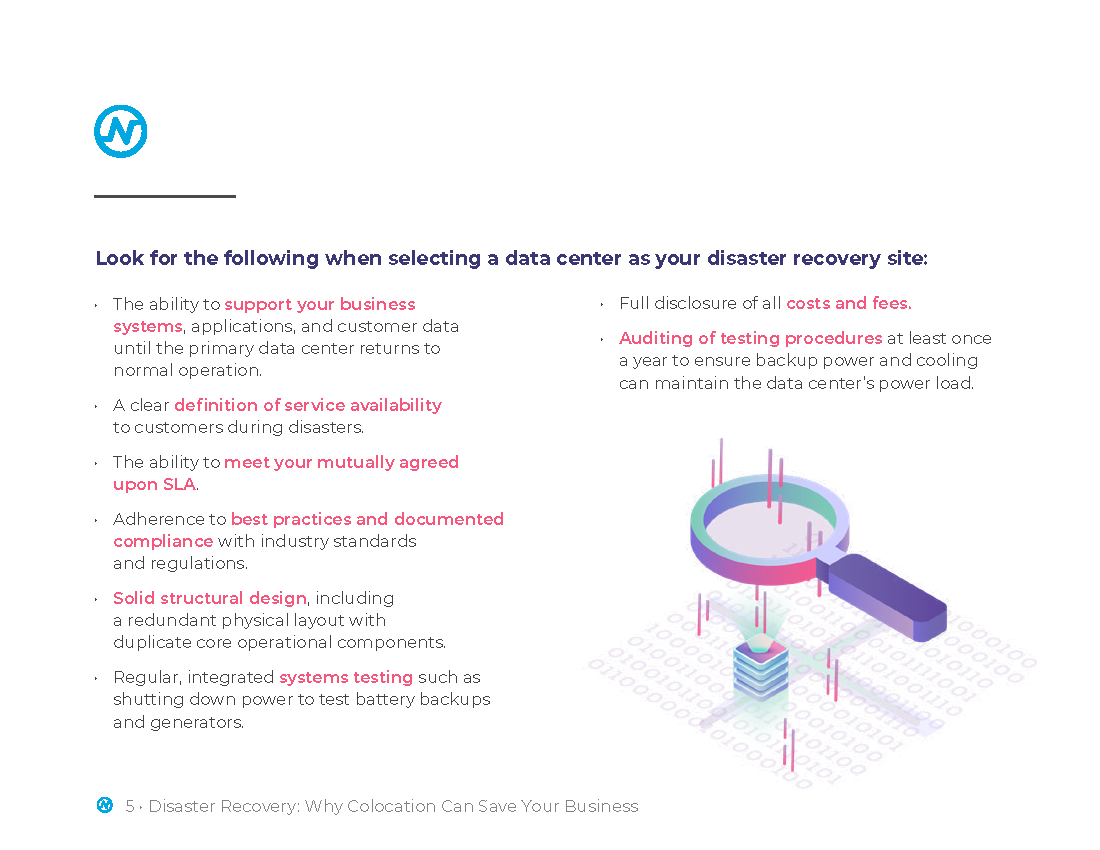 Look for the following when selecting a data center as your disaster recovery site:
‣ The ability to support your business
systems, applications, and customer data
until the primary data center returns to
normal operation.
‣ A clear definition of service availability
to customers during disasters.
‣ The ability to meet your mutually agreed
upon SLA.
‣ Adherence to best practices and documented
compliance with industry standards
and regulations.
‣ Solid structural design, including
a redundant physical layout with
duplicate core operational components.
‣ Regular, integrated systems testing such as
shutting down power to test battery backups
and generators.
‣ Full disclosure of all costs and fees.
‣ Auditing of testing procedures at least once
a year to ensure backup power and cooling
can maintain the data center's power load.
5 • Disaster Recovery: Why Colocation Can Save Your Business